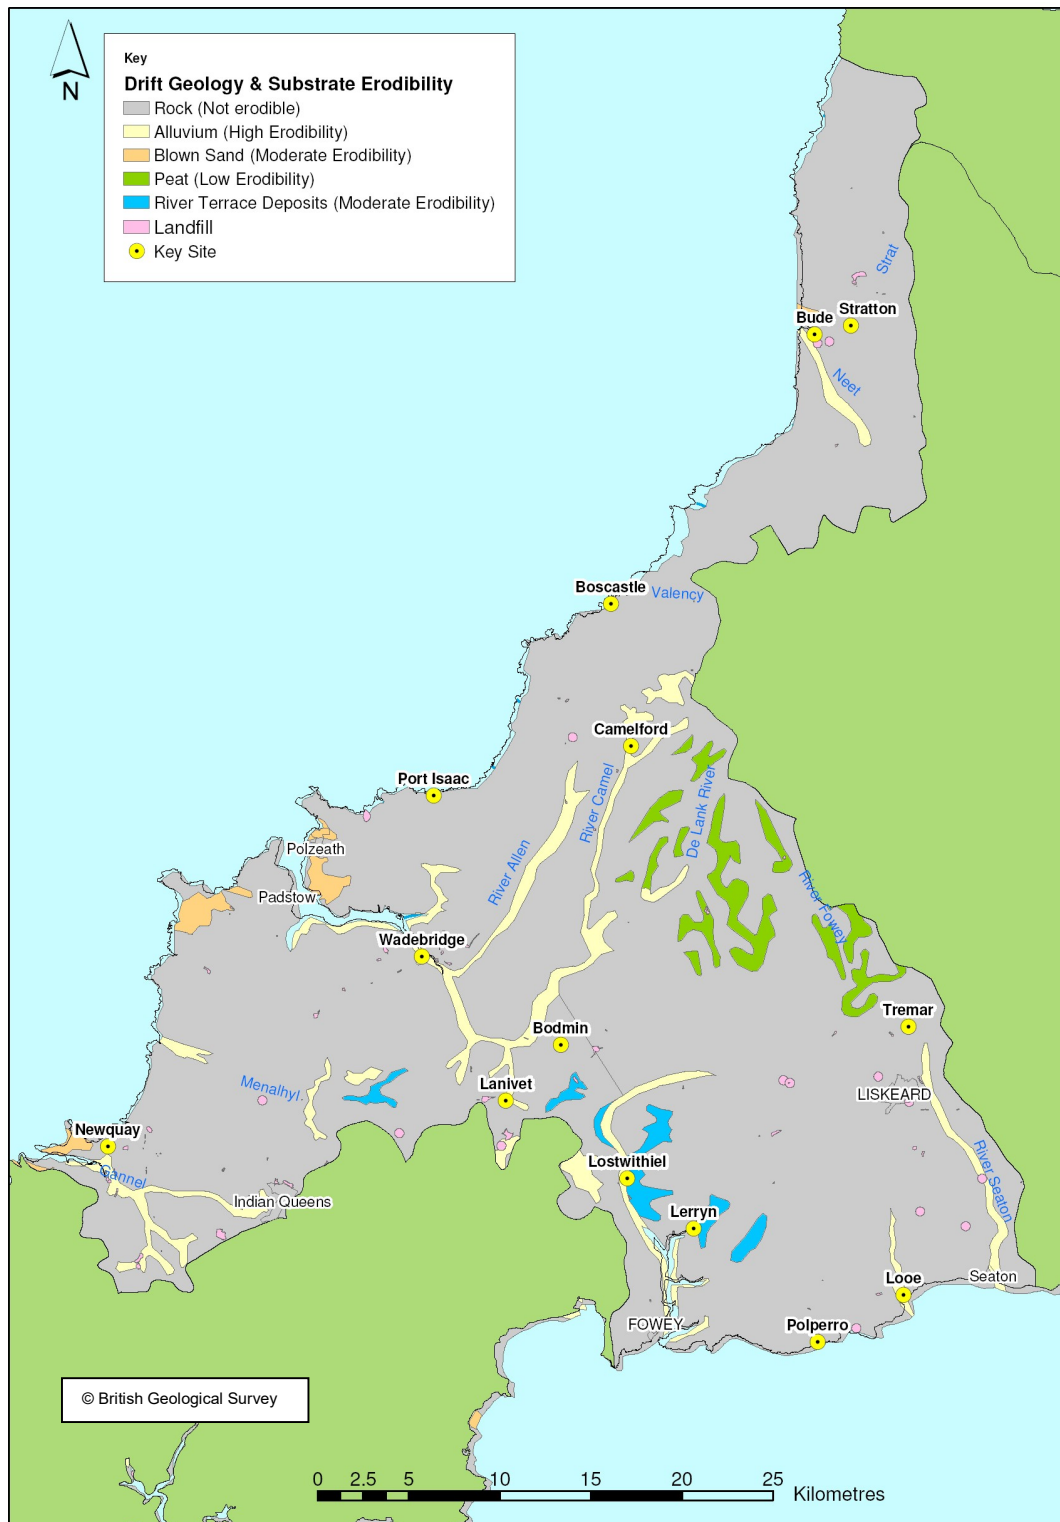 N
Key
Drift Geology & Substrate Erodibility
Rock (Not erodible)
Alluvium (High Erodibility)
Blown Sand (Moderate Erodibility)
Peat (Low Erodibility)
River Terrace Deposits (Moderate Erodibility)
Landfill
Key Site
Strat
Stratton
Bude
Neet
Boscastle
Valency
Camelford
Port Isaac
River Camel
De Lank River
Polzeath
River Allen
Padstow
River Fowey
Wadebridge
Tremar
Bodmin
Lanivet
Menalhyl.
LISKEARD
Newquay
Lostwithiel
Gannel
River Seaton
Indian Queens
Lerryn
Looe
Seaton
FOWEY
Polperro
© British Geological Survey
0 2.5 5 10 15 20 25
Kilometres